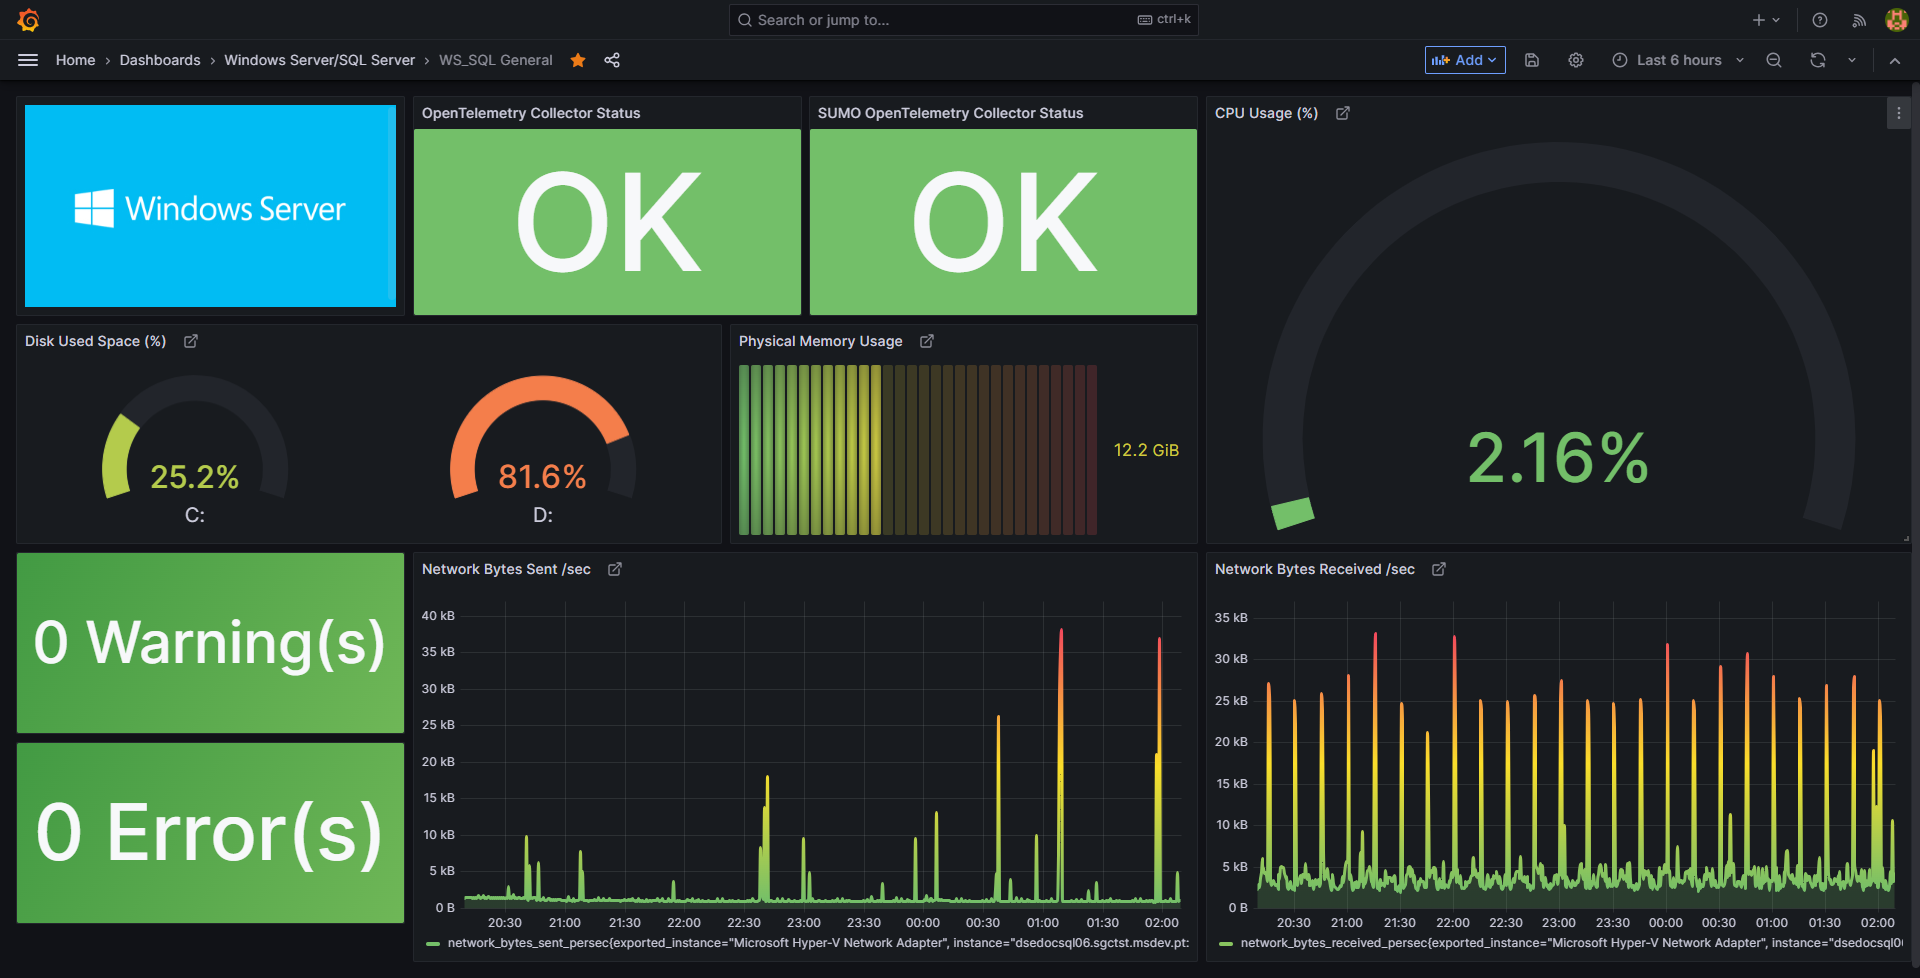 Search or jump to...
ctrl+k
Home › Dashboards › Windows Server/SQL Server › WS_SQL General
Add
Last 6 hours
Windows Server
OpenTelemetry Collector Status
OK
SUMO OpenTelemetry Collector Status
OK
CPU Usage (%)
2.16%
Disk Used Space (%)
25.2%
C:
81.6%
D:
Physical Memory Usage
12.2 GiB
0 Warning(s)
0 Error(s)
Network Bytes Sent /sec
40 kB
35 kB
30 kB
25 kB
20 kB
15 kB
10 kB
5 kB
0 B
20:30 21:00 21:30 22:00 22:30 23:00 23:30 00:00 00:30 01:00 01:30 02:00
network_bytes_sent_persec{exported_instance="Microsoft Hyper-V Network Adapter", instance="dsedocsql06.sgctst.msdev.pt:
Network Bytes Received /sec
35 kB
30 kB
25 kB
20 kB
15 kB
10 kB
5 kB
0 B
20:30 21:00 21:30 22:00 22:30 23:00 23:30 00:00 00:30 01:00 01:30 02:00
network_bytes_received_persec{exported_instance="Microsoft Hyper-V Network Adapter", instance="dsedocsql0